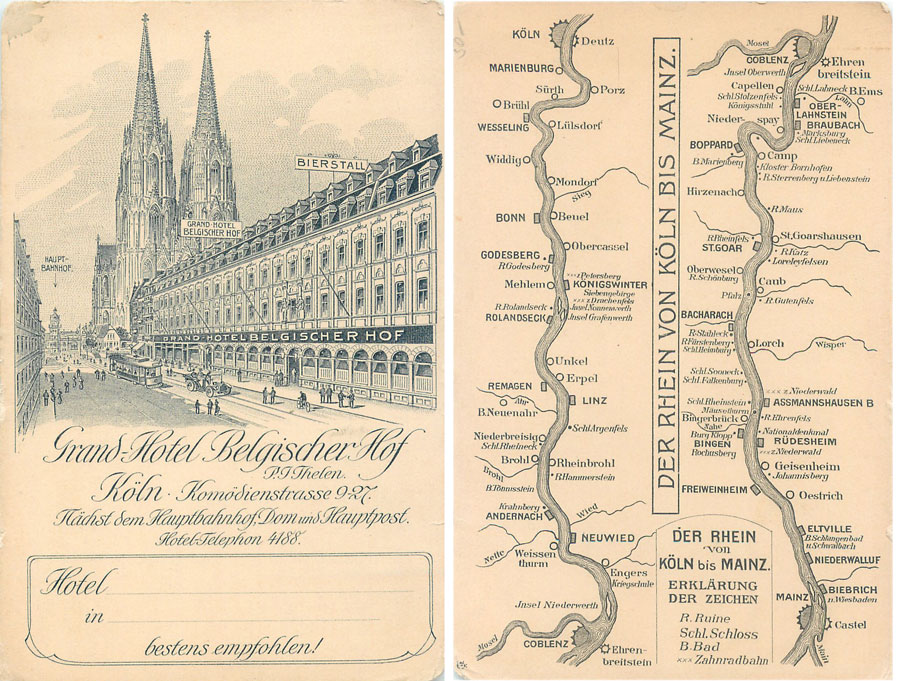 BIERSTALL
GRAND-HOTEL
BELGISCHER HOF
HAUPT-
BAHNHOF.
GRAND-HOTEL BELGISCHER HOF
Grand-Hotel Belgischer-Hof
P.J Thelen.
Köln · Komödienstrasse 9-27.
Nächst dem Hauptbahnhof, Dom und Hauptpost.
Hotel-Telephon 4188.
Hotel
in
bestens empfohlen!
KÖLN
Deutz
MARIENBURG
Sürth
Porz
Brühl
WESSELING
Lülsdorf
Widdig
Mondorf
Sieg
BONN
Beuel
Obercassel
GODESBERG
R.Godesberg
xxx z Petersberg
Mehlem
KÖNIGSWINTER
Siebengebirge
xxx z Drachenfels
R.Rolandseck
Insel Nonnenwerth
ROLANDSECK
Insel Grafenwerth
Unkel
Erpel
REMAGEN
Ahr
LINZ
B.Neuenahr
Schl.Argenfels
Niederbreisig
Schl.Rheineck
Brohl
Rheinbrohl
Brohl
R.Hammerstein
B.Tönnisstein
Krahnberg
ANDERNACH
Wied
NEUWIED
Nette
Weissen
thurm
Engers
Kriegschule
Insel Niederwerth
Mosel
COBLENZ
Ehren-
breitstein
DER RHEIN VON KÖLN BIS MAINZ.
DER RHEIN
von
KÖLN bis MAINZ.
ERKLÄRUNG
DER ZEICHEN
R. Ruine
Schl. Schloss
B. Bad
xxx Zahnradbahn
Mosel
COBLENZ
Ehren
breitstein
Insel Oberwerth
Capellen
Schl.Lahneck
B.Ems
Schl.Stolzenfels
Lahn
Königsstuhl
OBER-
LAHNSTEIN
Nieder-
spay
BRAUBACH
Marksburg
Schl.Liebeneck
BOPPARD
Camp
B.Marienberg
Kloster Bornhofen
R.Sterrenberg u Liebenstein
Hirzenach
R.Maus
R.Rheinfels
St.Goarshausen
ST.GOAR
R.Katz
Loreleyfelsen
Oberwesel
R.Schönburg
Caub
Pfalz
R.Gutenfels
BACHARACH
R.Stahleck
R.Fürstenberg
Lorch
Wisper
Schl.Heimburg
Schl.Sooneck
Schl.Falkenburg
xxx z Niederwald
Schl.Rheinstein
ASSMANNSHAUSEN B
Mäuseturm
Bingerbrück
R.Ehrenfels
Nahe
Nationaldenkmal
Burg Klopp
RÜDESHEIM
BINGEN
xxx z Niederwald
Rochusberg
Geisenheim
Johannisberg
FREIWEINHEIM
Oestrich
ELTVILLE
B.Schlangenbad
u Schwalbach
NIEDERWALLUF
BIEBRICH
u Wiesbaden
MAINZ
Castel
Main